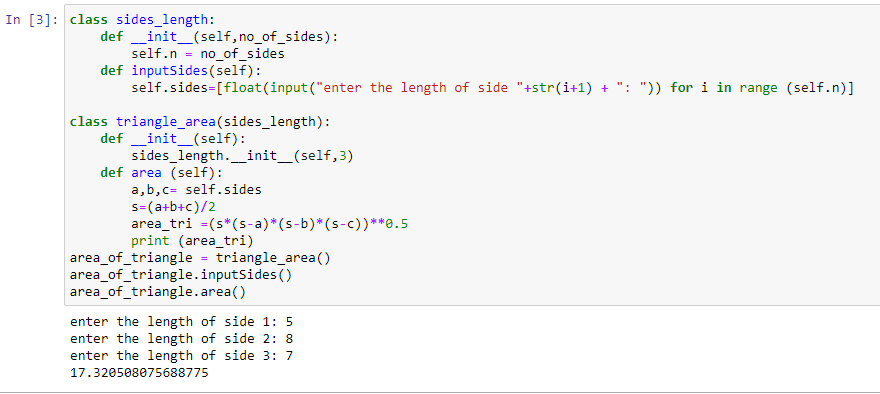 In [3]: class sides_length:
    def __init__(self,no_of_sides):
        self.n = no_of_sides
    def inputSides(self):
        self.sides=[float(input("enter the length of side "+str(i+1) + ": ")) for i in range (self.n)]

class triangle_area(sides_length):
    def __init__(self):
        sides_length.__init__(self,3)
    def area (self):
        a,b,c= self.sides
        s=(a+b+c)/2
        area_tri =(s*(s-a)*(s-b)*(s-c))**0.5
        print (area_tri)
area_of_triangle = triangle_area()
area_of_triangle.inputSides()
area_of_triangle.area()
enter the length of side 1: 5
enter the length of side 2: 8
enter the length of side 3: 7
17.320508075688775